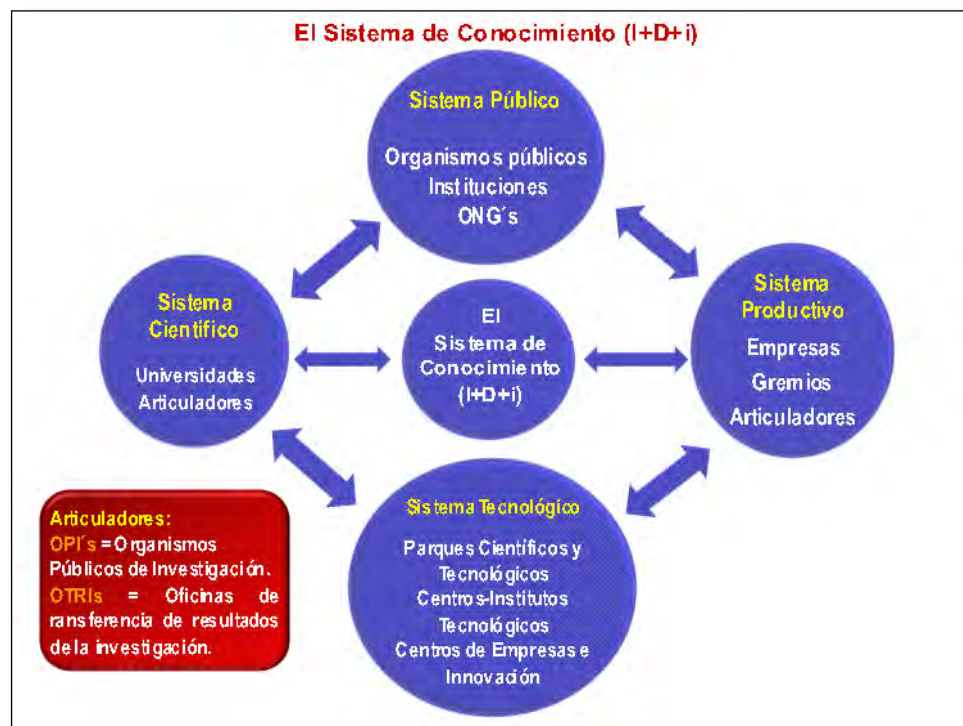 El Sistema de Conocimiento (I+D+i)
Sistema Público
Organismos públicos
Instituciones
ONG´s
Sistema
Científico
Universidades
Articuladores
El
Sistema de
Conocimiento
(I+D+i)
Sistema
Productivo
Empresas
Gremios
Articuladores
Sistema Tecnológico
Parques Científicos y
Tecnológicos
Centros-Institutos
Tecnológicos
Centros de Empresas e
Innovación
Articuladores:
OPI´s =Organismos
Públicos de Investigación.
OTRIs = Oficinas de
ransferencia de resultados
de la investigación.